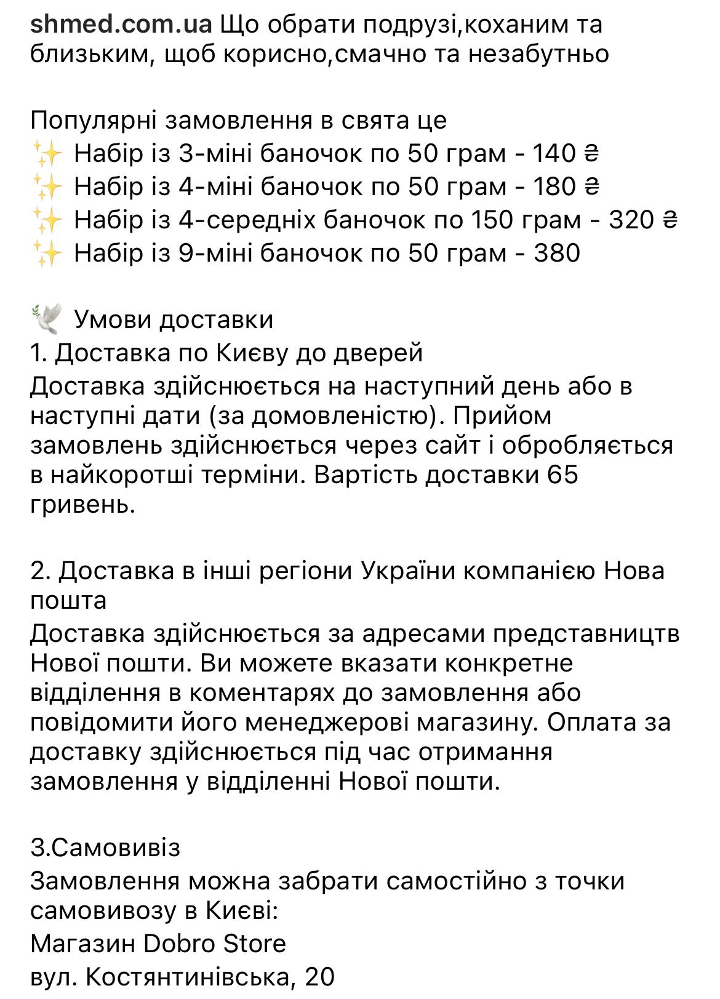 shmed.com.ua Що обрати подрузі,коханим та
близьким, щоб корисно,смачно та незабутньо
Популярні замовлення в свята це
✨ Набір із 3-міні баночок по 50 грам - 140 ₴
✨ Набір із 4-міні баночок по 50 грам - 180 ₴
✨ Набір із 4-середніх баночок по 150 грам - 320 ₴
✨ Набір із 9-міні баночок по 50 грам - 380
🕊 Умови доставки
1. Доставка по Києву до дверей
Доставка здійснюється на наступний день або в
наступні дати (за домовленістю). Прийом
замовлень здійснюється через сайт і обробляється
в найкоротші терміни. Вартість доставки 65
гривень.
2. Доставка в інші регіони України компанією Нова
пошта
Доставка здійснюється за адресами представництв
Нової пошти. Ви можете вказати конкретне
відділення в коментарях до замовлення або
повідомити його менеджерові магазину. Оплата за
доставку здійснюється під час отримання
замовлення у відділенні Нової пошти.
3.Самовивіз
Замовлення можна забрати самостійно з точки
самовивозу в Києві:
Магазин Dobro Store
вул. Костянтинівська, 20